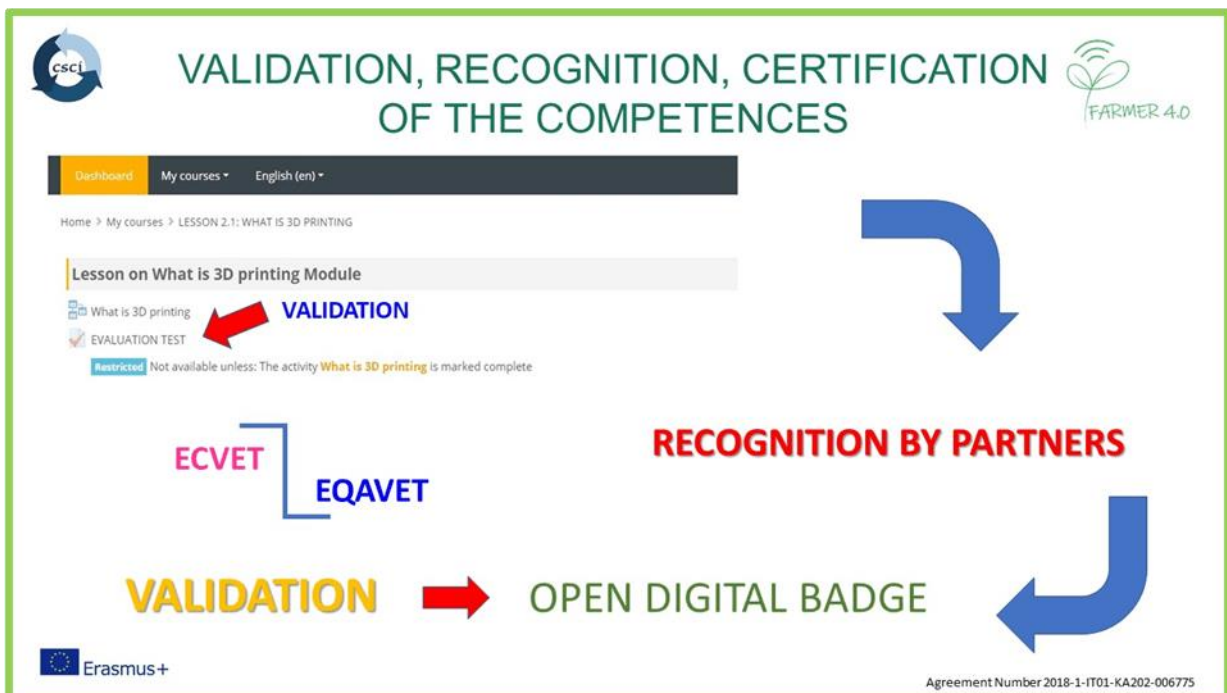 csci
VALIDATION, RECOGNITION, CERTIFICATION
OF THE COMPETENCES
FARMER 4.0
Dashboard My courses English (en)
Home > My courses > LESSON 2.1: WHAT IS 3D PRINTING
Lesson on What is 3D printing Module
What is 3D printing
VALIDATION
EVALUATION TEST
Restricted Not available unless: The activity What is 3D printing is marked complete
ECVET
EQAVET
RECOGNITION BY PARTNERS
VALIDATION
OPEN DIGITAL BADGE
Erasmus+
Agreement Number 2018-1-IT01-KA202-006775